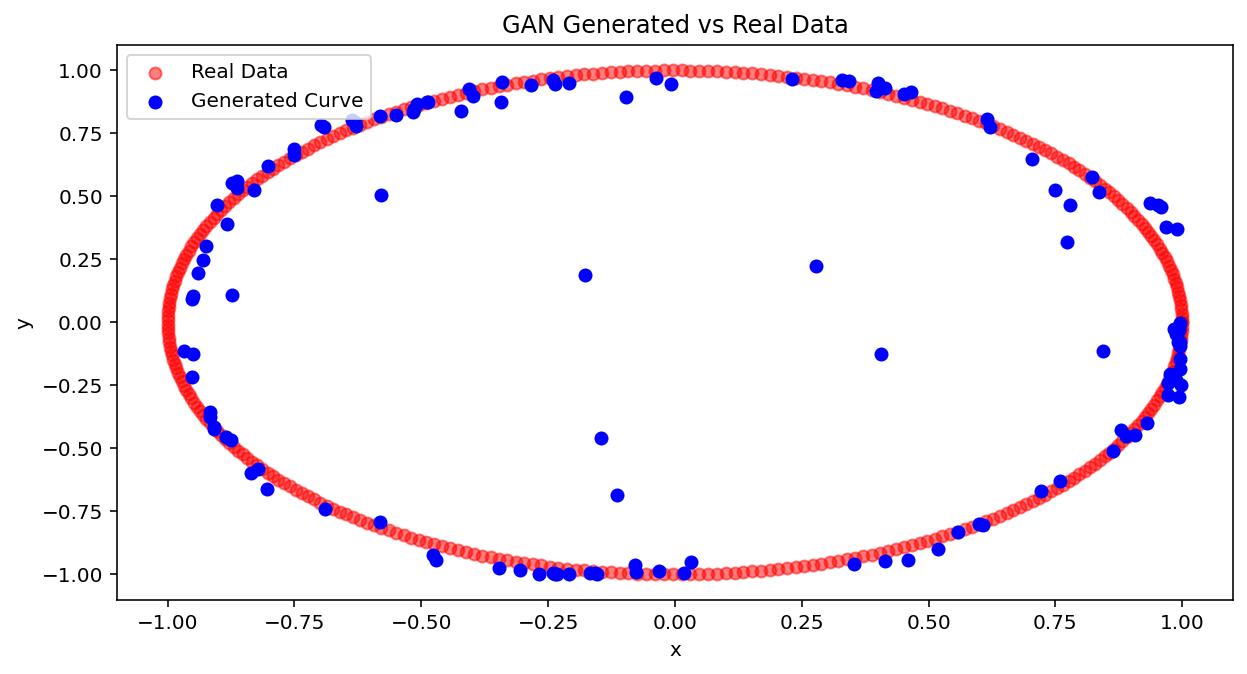 GAN Generated vs Real Data
Real Data
Generated Curve
1.00
0.75
0.50
0.25
0.00
−0.25
−0.50
−0.75
−1.00
y
−1.00 −0.75 −0.50 −0.25 0.00 0.25 0.50 0.75 1.00
x